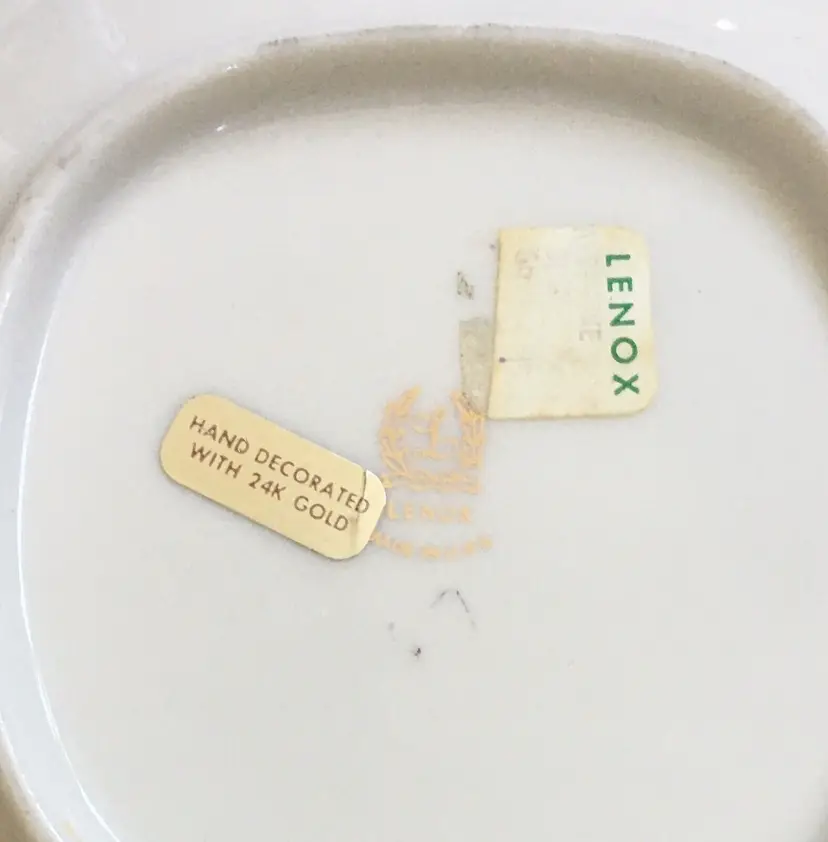 LENOX
HAND DECORATED
WITH 24K GOLD
LENOX